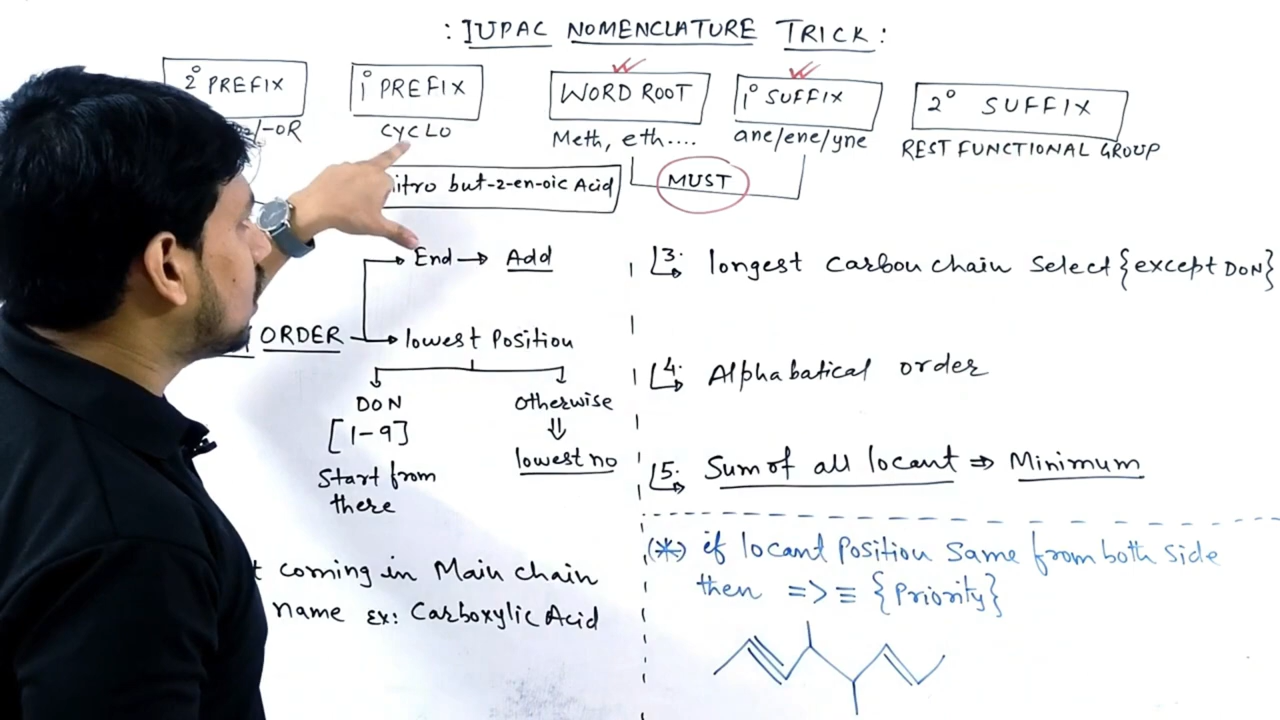 : IUPAC NOMENCLATURE TRICK :
2° PREFIX
1° PREFIX
WORD ROOT
1° SUFFIX
2° SUFFIX
/-OR
CYCLO
Meth, eth....
ane/ene/yne
REST FUNCTIONAL GROUP
MUST
itro but-2-en-oic Acid
End → Add
ORDER
lowest Position
DON
[1-9]
Start from
there
otherwise
⇓
lowest no
coming in Main chain
name Ex: Carboxylic Acid
3. longest carbon chain Select {except DON}
4. Alphabatical order
5. Sum of all locant ⇒ Minimum
(*) if locant Position Same from both side
then => ≡ {Priority}